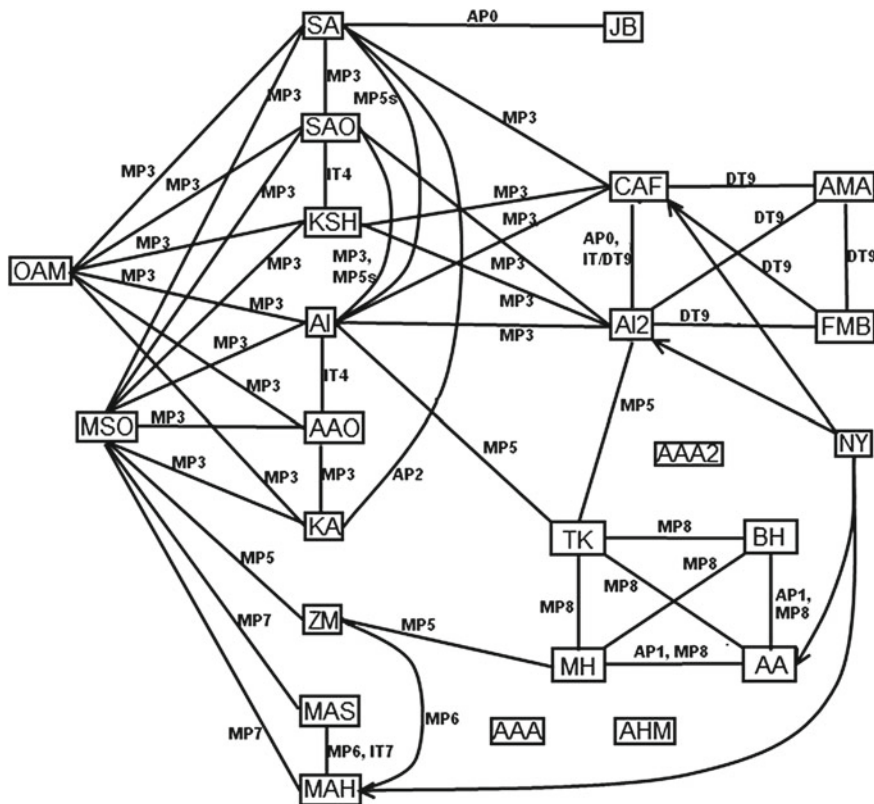 SA AP0 JB
MP3 MP3 MP5s
SAO MP3
MP3 MP3 IT4 CAF DT9 AMA
MP3 KSH MP3 MP3 AP0, IT/DT9 DT9
OAM MP3 MP3 MP3, MP5s MP3 DT9 DT9
MP3 AI MP3 MP3 AI2 DT9 FMB
MP3 IT4 MP5
MSO MP3 AAO MP5 AAA2 NY
MP3 MP3 MP3 AP2
KA TK MP8 BH
MP5 MP8 MP8 MP8 AP1, MP8
MP7 ZM MP5 MH AP1, MP8 AA
MP7 MAS MP6 AAA AHM
MP6, IT7
MAH